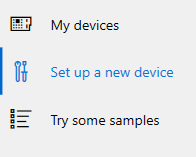 My devices
Set up a new device
Try some samples